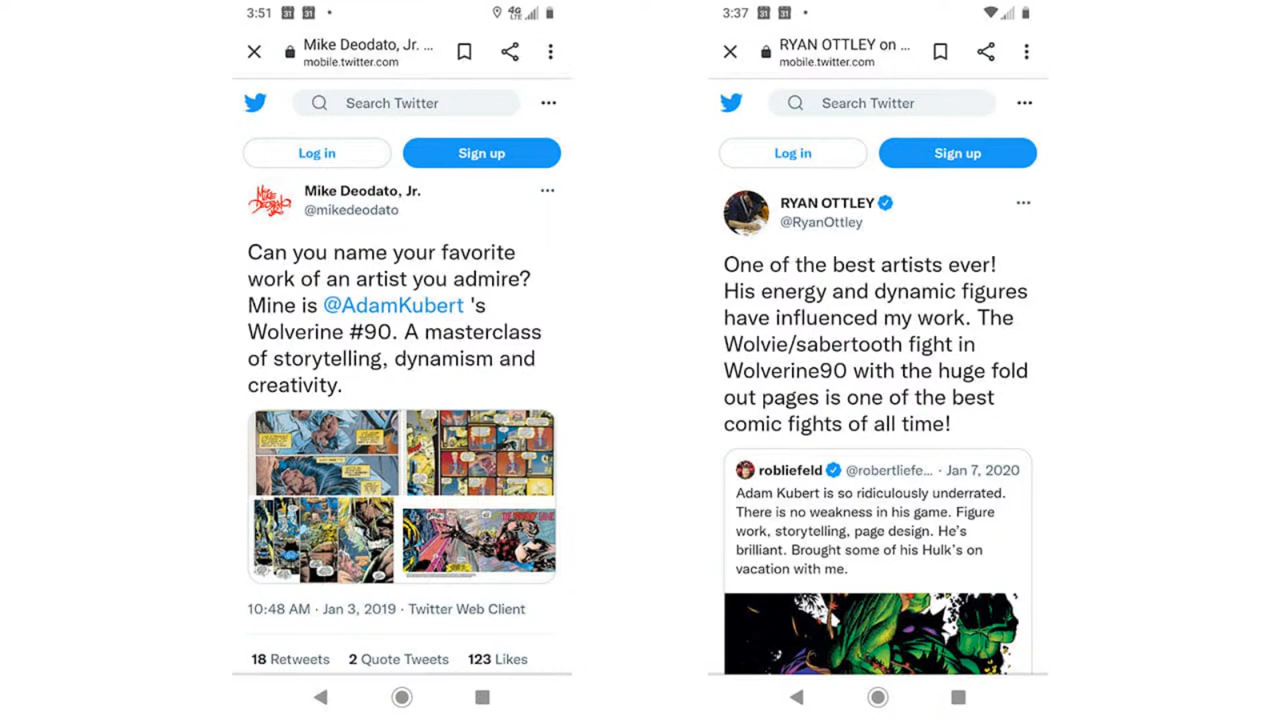 3:51
4G
LTE
Mike Deodato, Jr. ...
mobile.twitter.com
Search Twitter
Log in
Sign up
Mike Deodato, Jr.
@mikedeodato
Can you name your favorite
work of an artist you admire?
Mine is @AdamKubert 's
Wolverine #90. A masterclass
of storytelling, dynamism and
creativity.
10:48 AM · Jan 3, 2019 · Twitter Web Client
18 Retweets 2 Quote Tweets 123 Likes
3:37
RYAN OTTLEY on ...
mobile.twitter.com
Search Twitter
Log in
Sign up
RYAN OTTLEY
@RyanOttley
One of the best artists ever!
His energy and dynamic figures
have influenced my work. The
Wolvie/sabertooth fight in
Wolverine90 with the huge fold
out pages is one of the best
comic fights of all time!
robliefeld @robertliefe... · Jan 7, 2020
Adam Kubert is so ridiculously underrated.
There is no weakness in his game. Figure
work, storytelling, page design. He's
brilliant. Brought some of his Hulk's on
vacation with me.